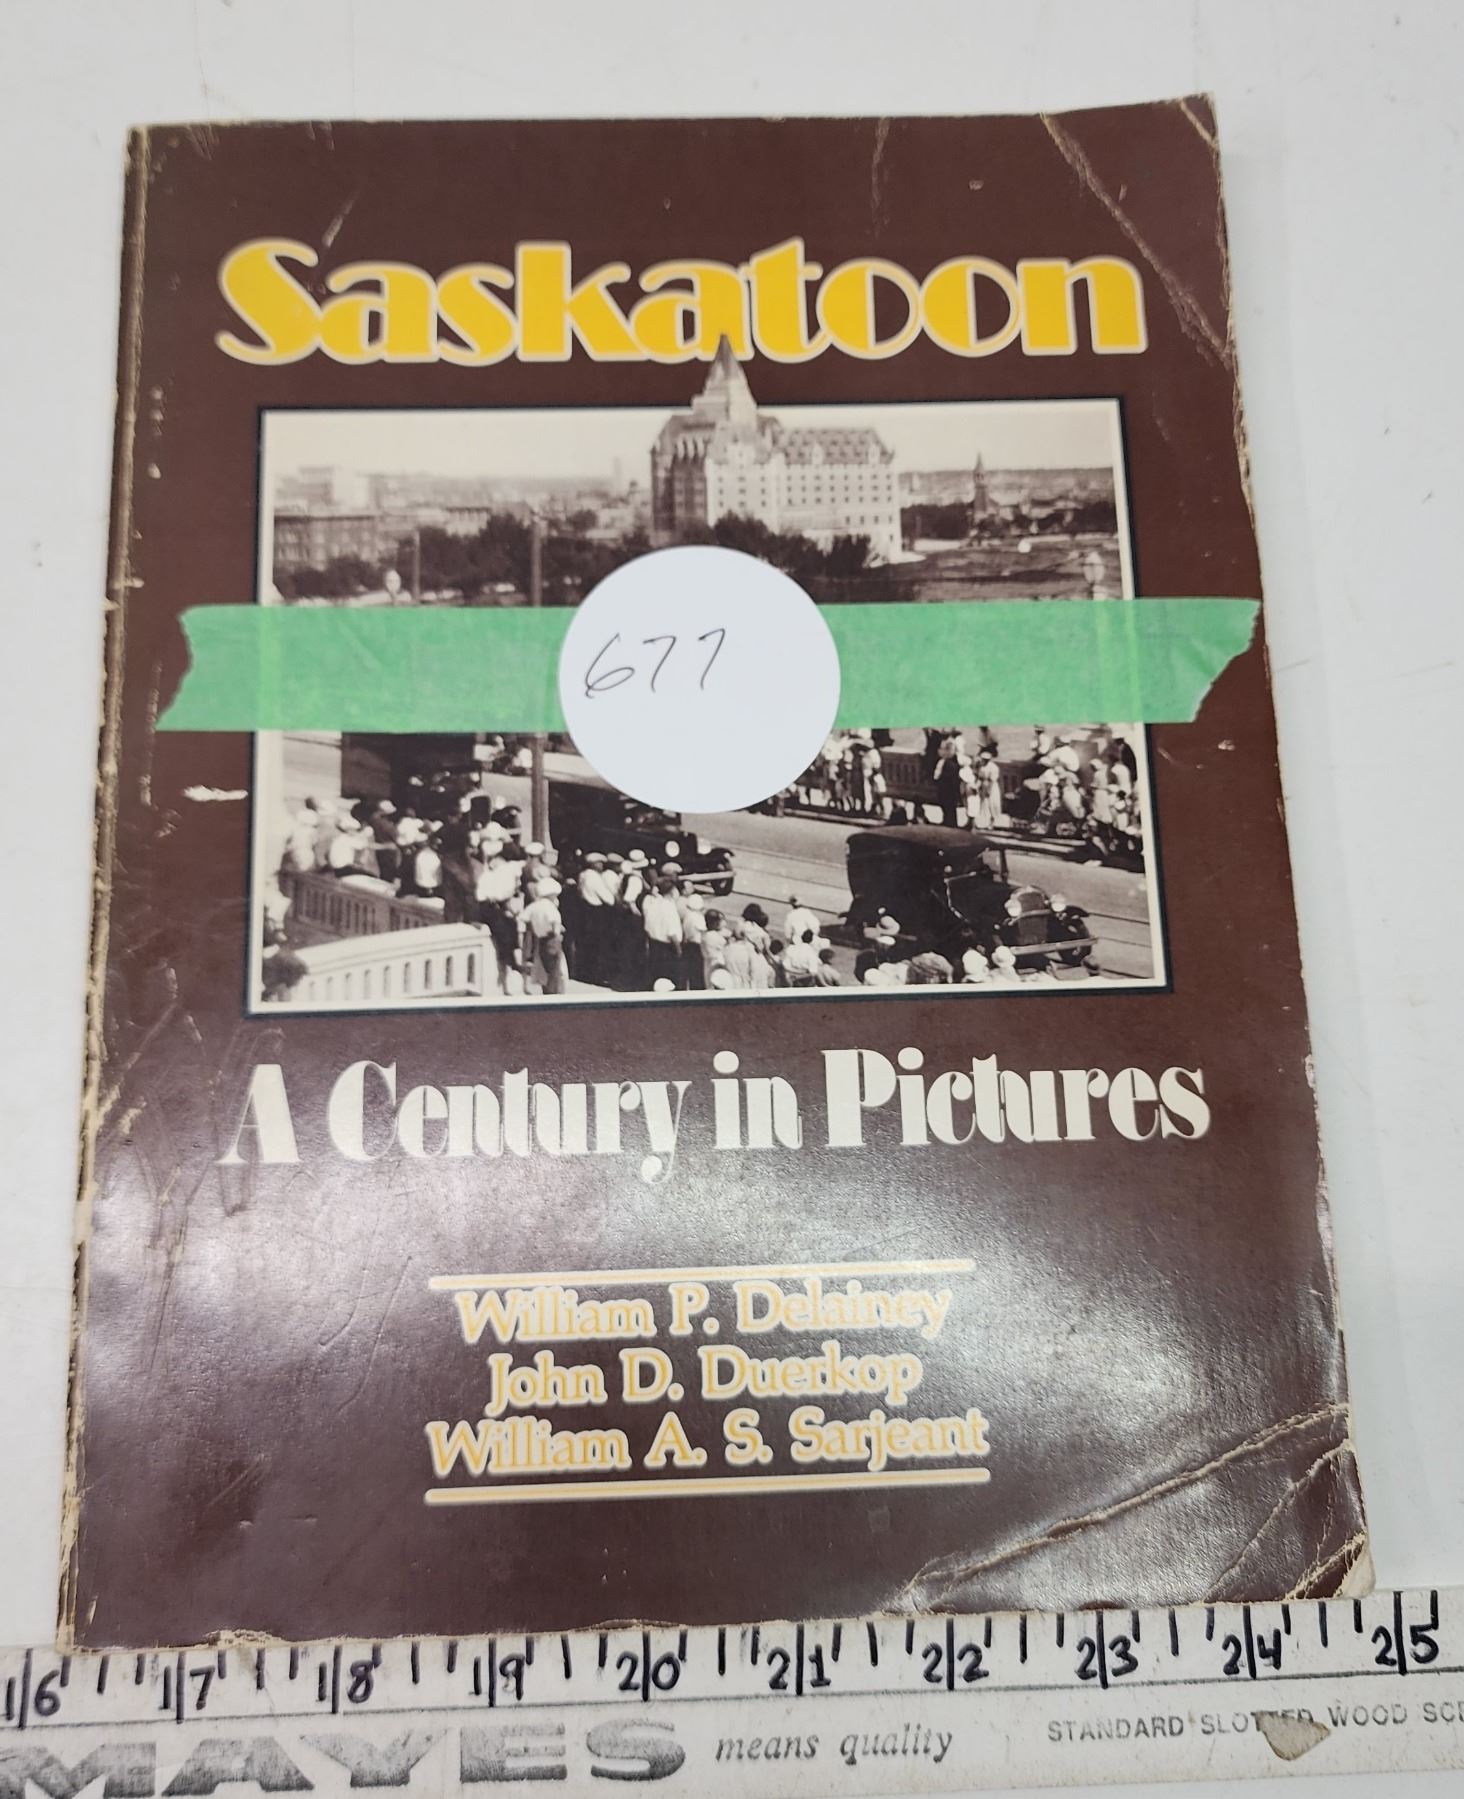 Saskatoon
677
A Century in Pictures
William P. Delainey
John D. Duerkop
William A. S. Sarjeant
16 17 18 19 20 21 22 23 24 25
MAYES means quality STANDARD SLOTTED WOOD